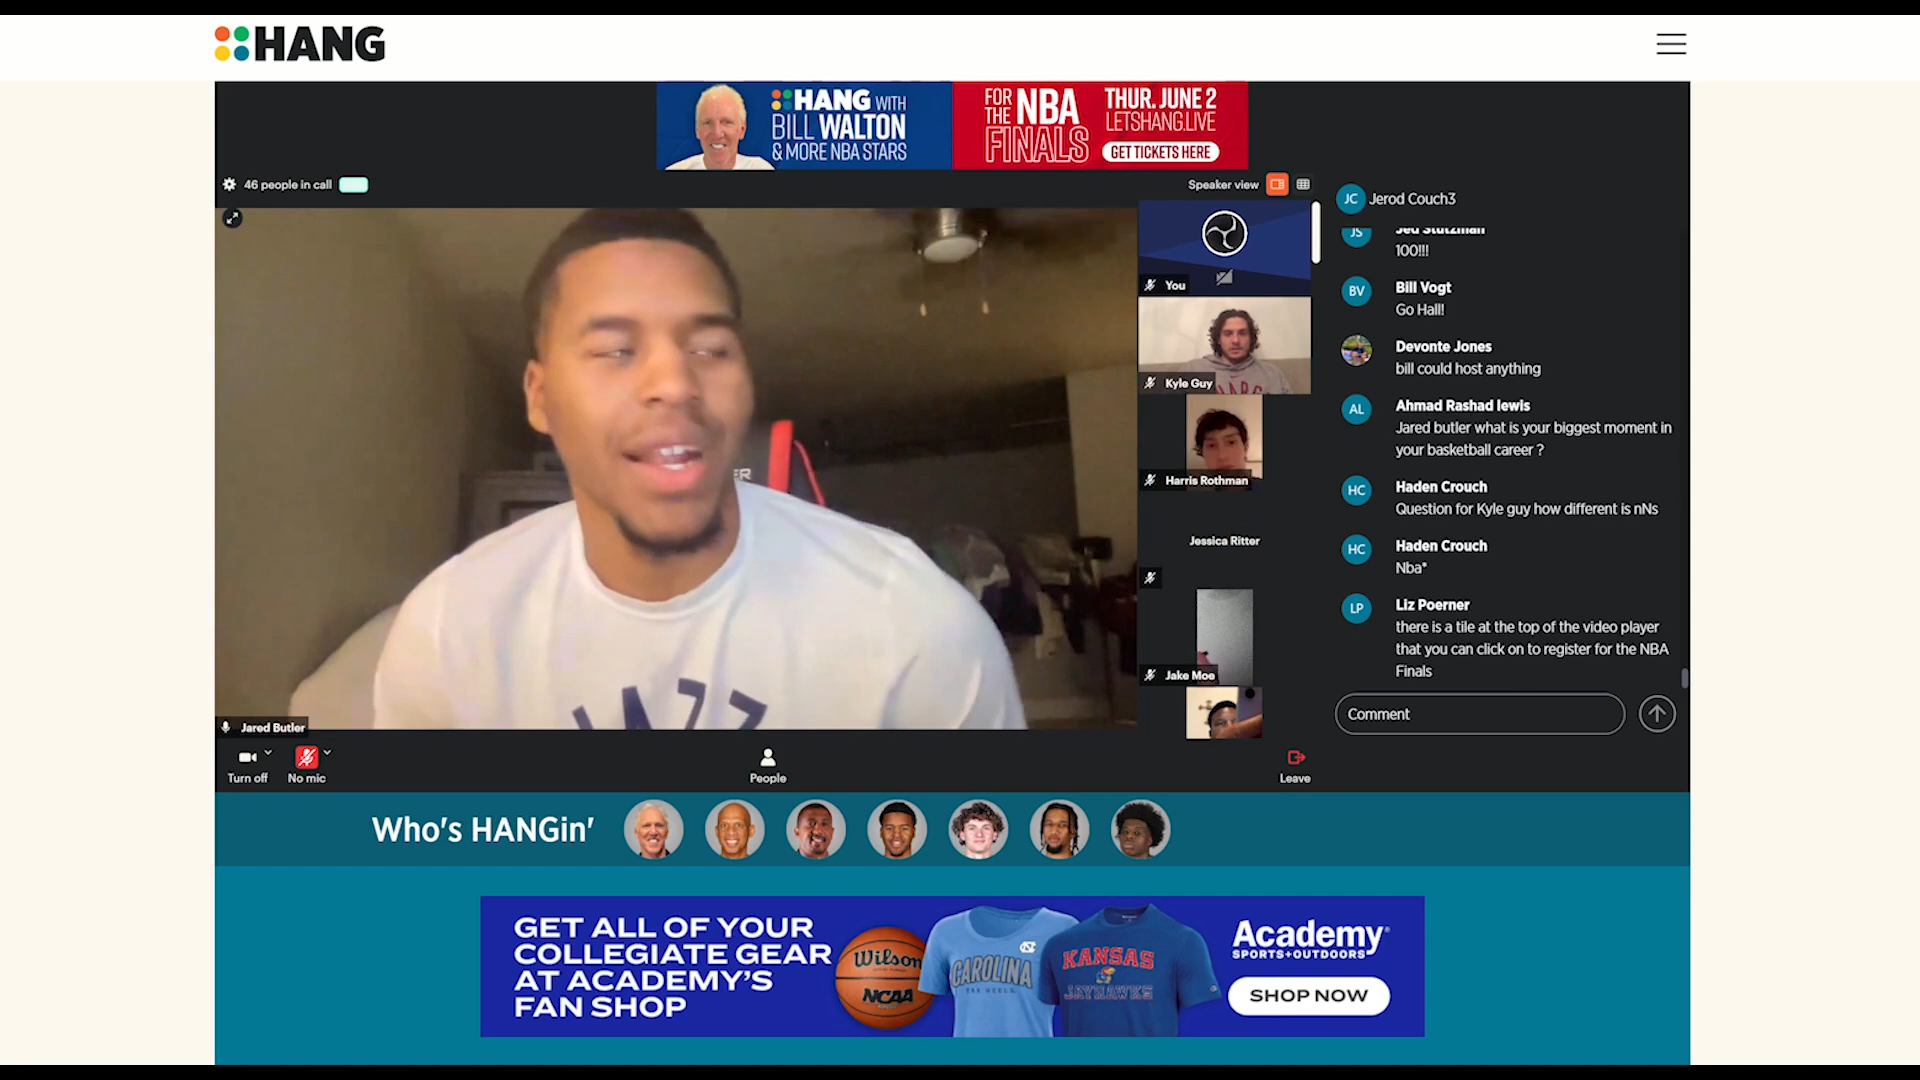 HANG
HANG WITH
BILL WALTON
& MORE NBA STARS
FOR THE NBA FINALS
THUR. JUNE 2
LETSHANG.LIVE
GET TICKETS HERE
46 people in call
Speaker view
JC Jerod Couch3
JS Jed Stutzman
100!!!
BV Bill Vogt
Go Hall!
Devonte Jones
bill could host anything
AL Ahmad Rashad lewis
Jared butler what is your biggest moment in
your basketball career ?
HC Haden Crouch
Question for Kyle guy how different is nNs
HC Haden Crouch
Nba*
LP Liz Poerner
there is a tile at the top of the video player
that you can click on to register for the NBA
Finals
Comment
You
Kyle Guy
Harris Rothman
Jessica Ritter
Jake Moe
JAZZ
Jared Butler
Turn off
No mic
People
Leave
Who's HANGin'
GET ALL OF YOUR
COLLEGIATE GEAR
AT ACADEMY'S
FAN SHOP
Wilson
NCAA
NC
CAROLINA
TAR HEELS
KANSAS
JAYHAWKS
Academy
SPORTS+OUTDOORS
SHOP NOW